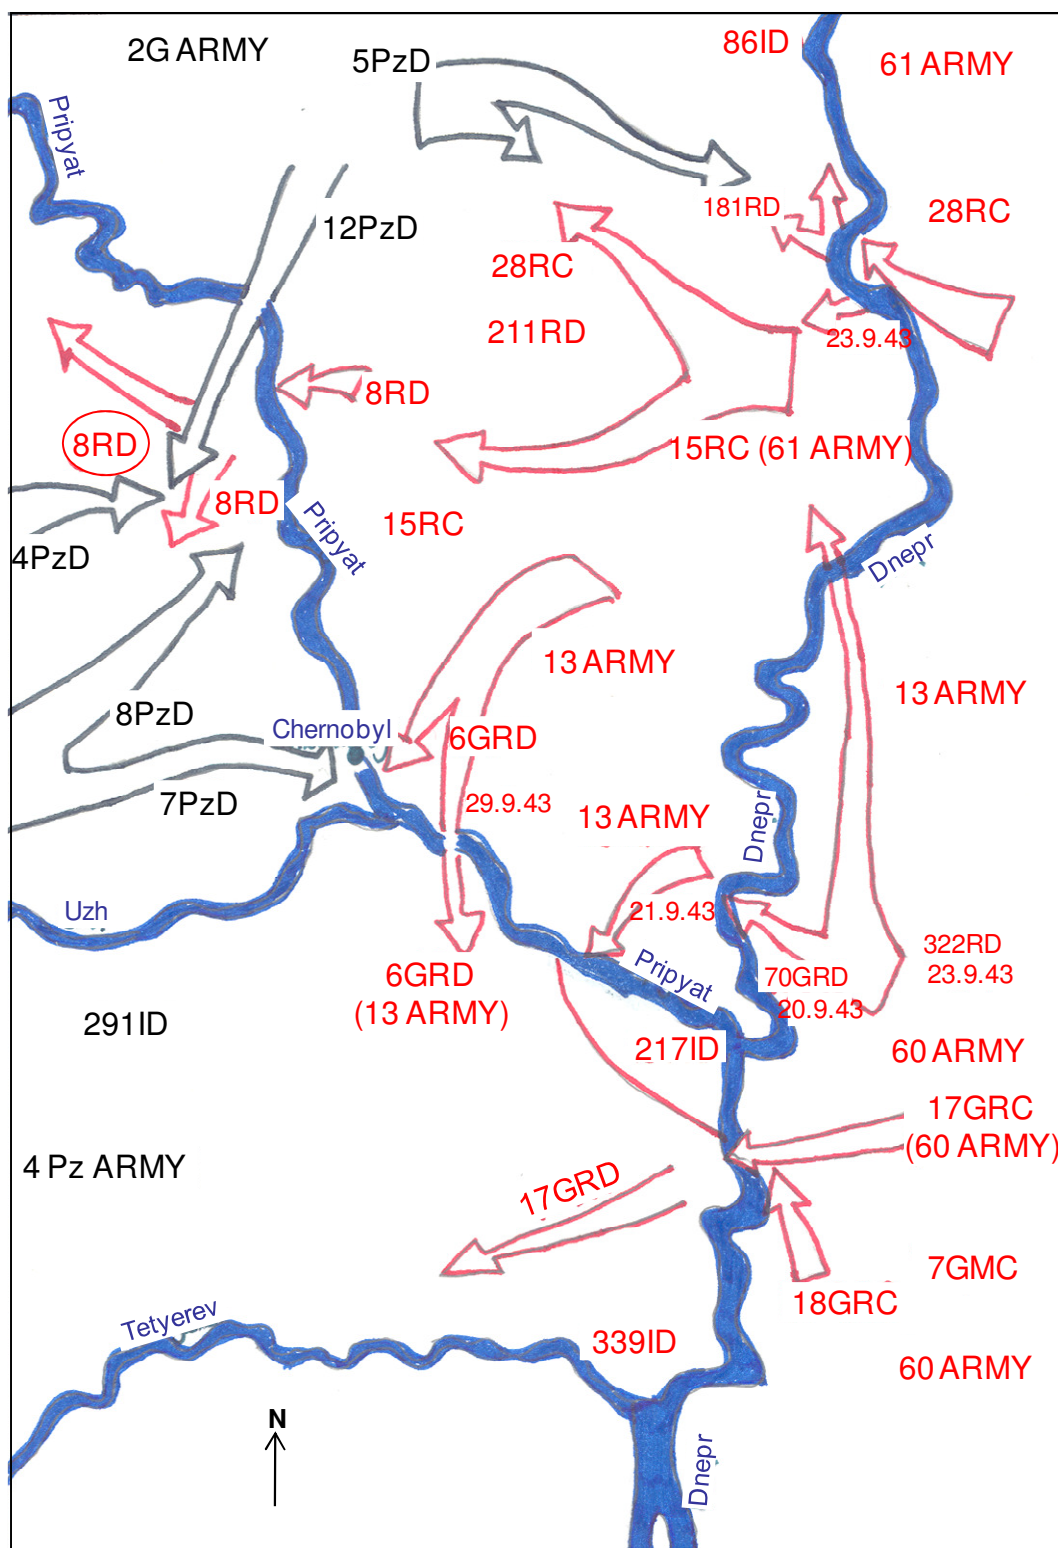 2G ARMY
5PzD
86ID
61 ARMY
Pripyat
181RD
28RC
12PzD
28RC
211RD
23.9.43
8RD
8RD
15RC (61 ARMY)
8RD
Pripyat
15RC
4PzD
Dnepr
13 ARMY
13 ARMY
8PzD
Chernobyl
6GRD
7PzD
29.9.43
13 ARMY
Dnepr
Uzh
21.9.43
322RD
23.9.43
6GRD
(13 ARMY)
Pripyat
70GRD
20.9.43
291ID
217ID
60 ARMY
17GRC
(60 ARMY)
4 Pz ARMY
17GRD
7GMC
18GRC
Tetyerev
339ID
60 ARMY
N
Dnepr